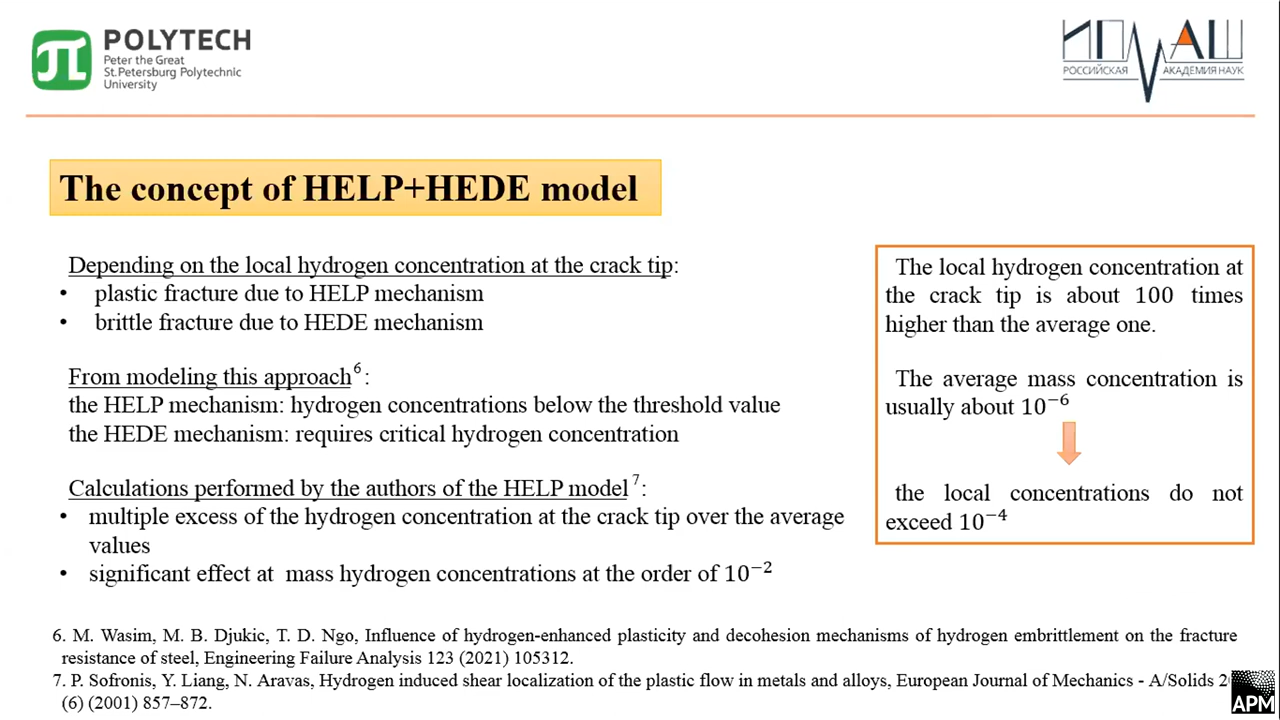 POLYTECH
Peter the Great
St.Petersburg Polytechnic
University
ИПМАШ
РОССИЙСКАЯ АКАДЕМИЯ НАУК
The concept of HELP+HEDE model
Depending on the local hydrogen concentration at the crack tip:
• plastic fracture due to HELP mechanism
• brittle fracture due to HEDE mechanism
From modeling this approach⁶:
the HELP mechanism: hydrogen concentrations below the threshold value
the HEDE mechanism: requires critical hydrogen concentration
Calculations performed by the authors of the HELP model⁷:
• multiple excess of the hydrogen concentration at the crack tip over the average
values
• significant effect at mass hydrogen concentrations at the order of 10⁻²
The local hydrogen concentration at
the crack tip is about 100 times
higher than the average one.
The average mass concentration is
usually about 10⁻⁶
the local concentrations do not
exceed 10⁻⁴
6. M. Wasim, M. B. Djukic, T. D. Ngo, Influence of hydrogen-enhanced plasticity and decohesion mechanisms of hydrogen embrittlement on the fracture
resistance of steel, Engineering Failure Analysis 123 (2021) 105312.
7. P. Sofronis, Y. Liang, N. Aravas, Hydrogen induced shear localization of the plastic flow in metals and alloys, European Journal of Mechanics - A/Solids
(6) (2001) 857–872.
APM